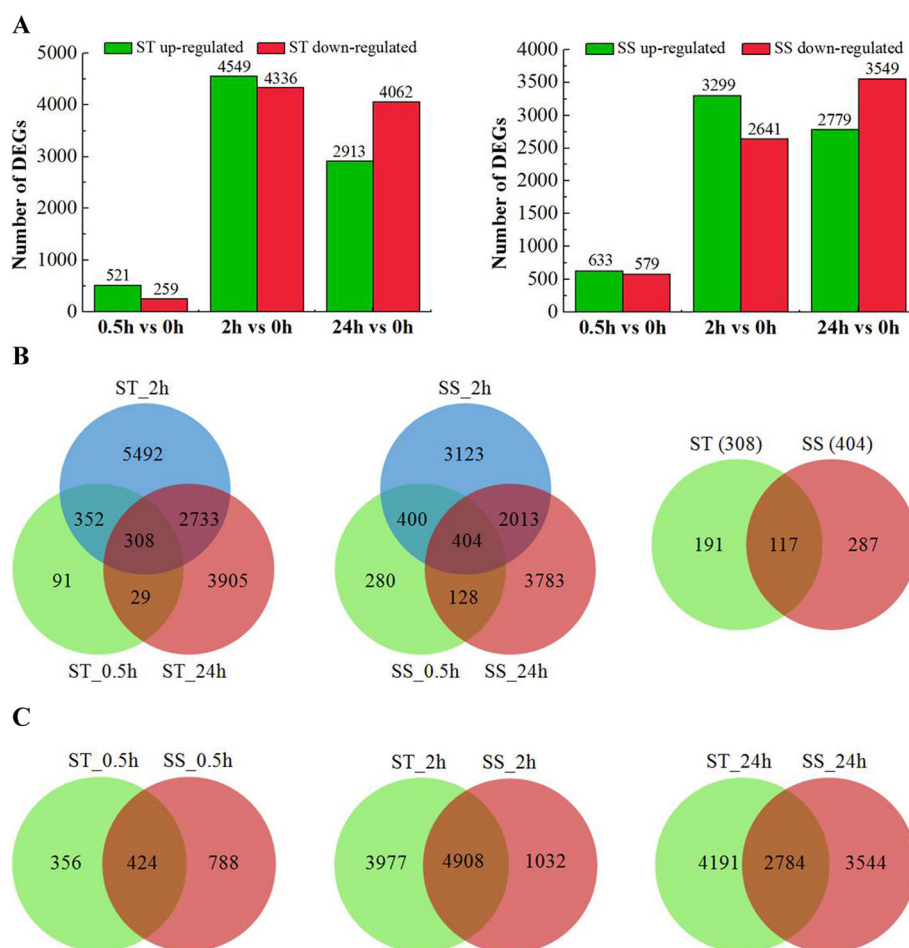 A
ST up-regulated ST down-regulated
Number of DEGs
5000
4000
3000
2000
1000
0
521
259
4549
4336
2913
4062
0.5h vs 0h 2h vs 0h 24h vs 0h
SS up-regulated SS down-regulated
Number of DEGs
4000
3500
3000
2500
2000
1500
1000
500
0
633
579
3299
2641
2779
3549
0.5h vs 0h 2h vs 0h 24h vs 0h
B
ST_2h
5492
352
2733
308
91
3905
29
ST_0.5h ST_24h
SS_2h
3123
400
2013
404
280
3783
128
SS_0.5h SS_24h
ST (308) SS (404)
191 117 287
C
ST_0.5h SS_0.5h
356 424 788
ST_2h SS_2h
3977 4908 1032
ST_24h SS_24h
4191 2784 3544